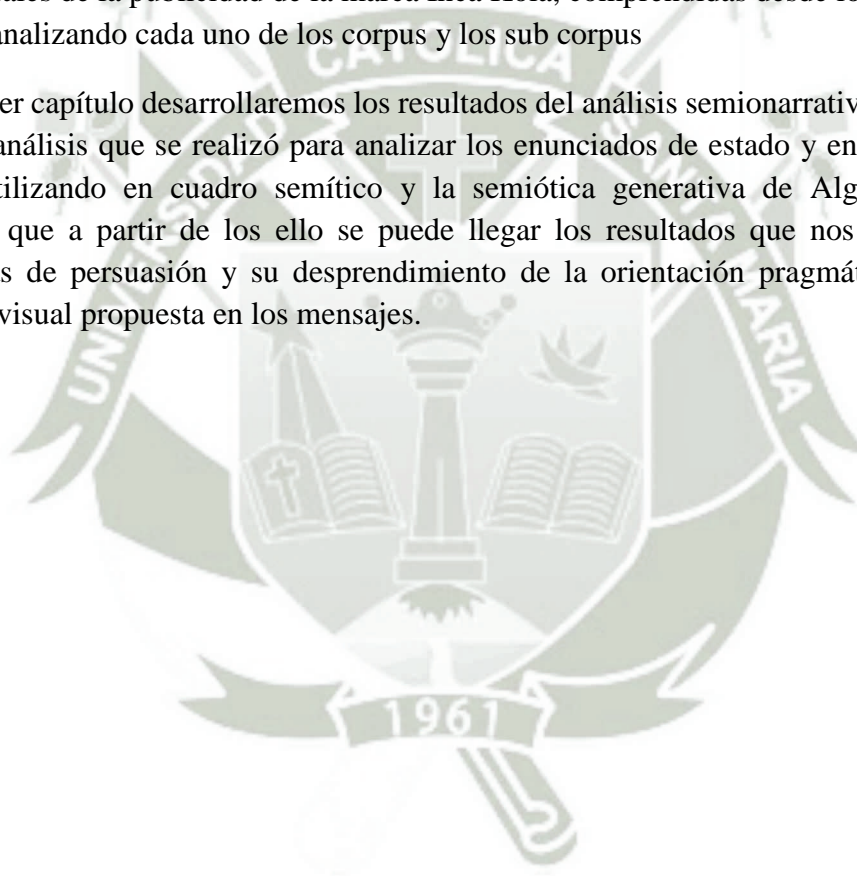 ales de la publicidad de la marca Inca Kola, comprendidas desde lo
analizando cada uno de los corpus y los sub corpus
er capítulo desarrollaremos los resultados del análisis semionarrativ
análisis que se realizó para analizar los enunciados de estado y en
tilizando en cuadro semítico y la semiótica generativa de Alg
que a partir de los ello se puede llegar los resultados que nos
s de persuasión y su desprendimiento de la orientación pragmát
visual propuesta en los mensajes.
UNIVERSIDAD CATOLICA SANTA MARIA
1961